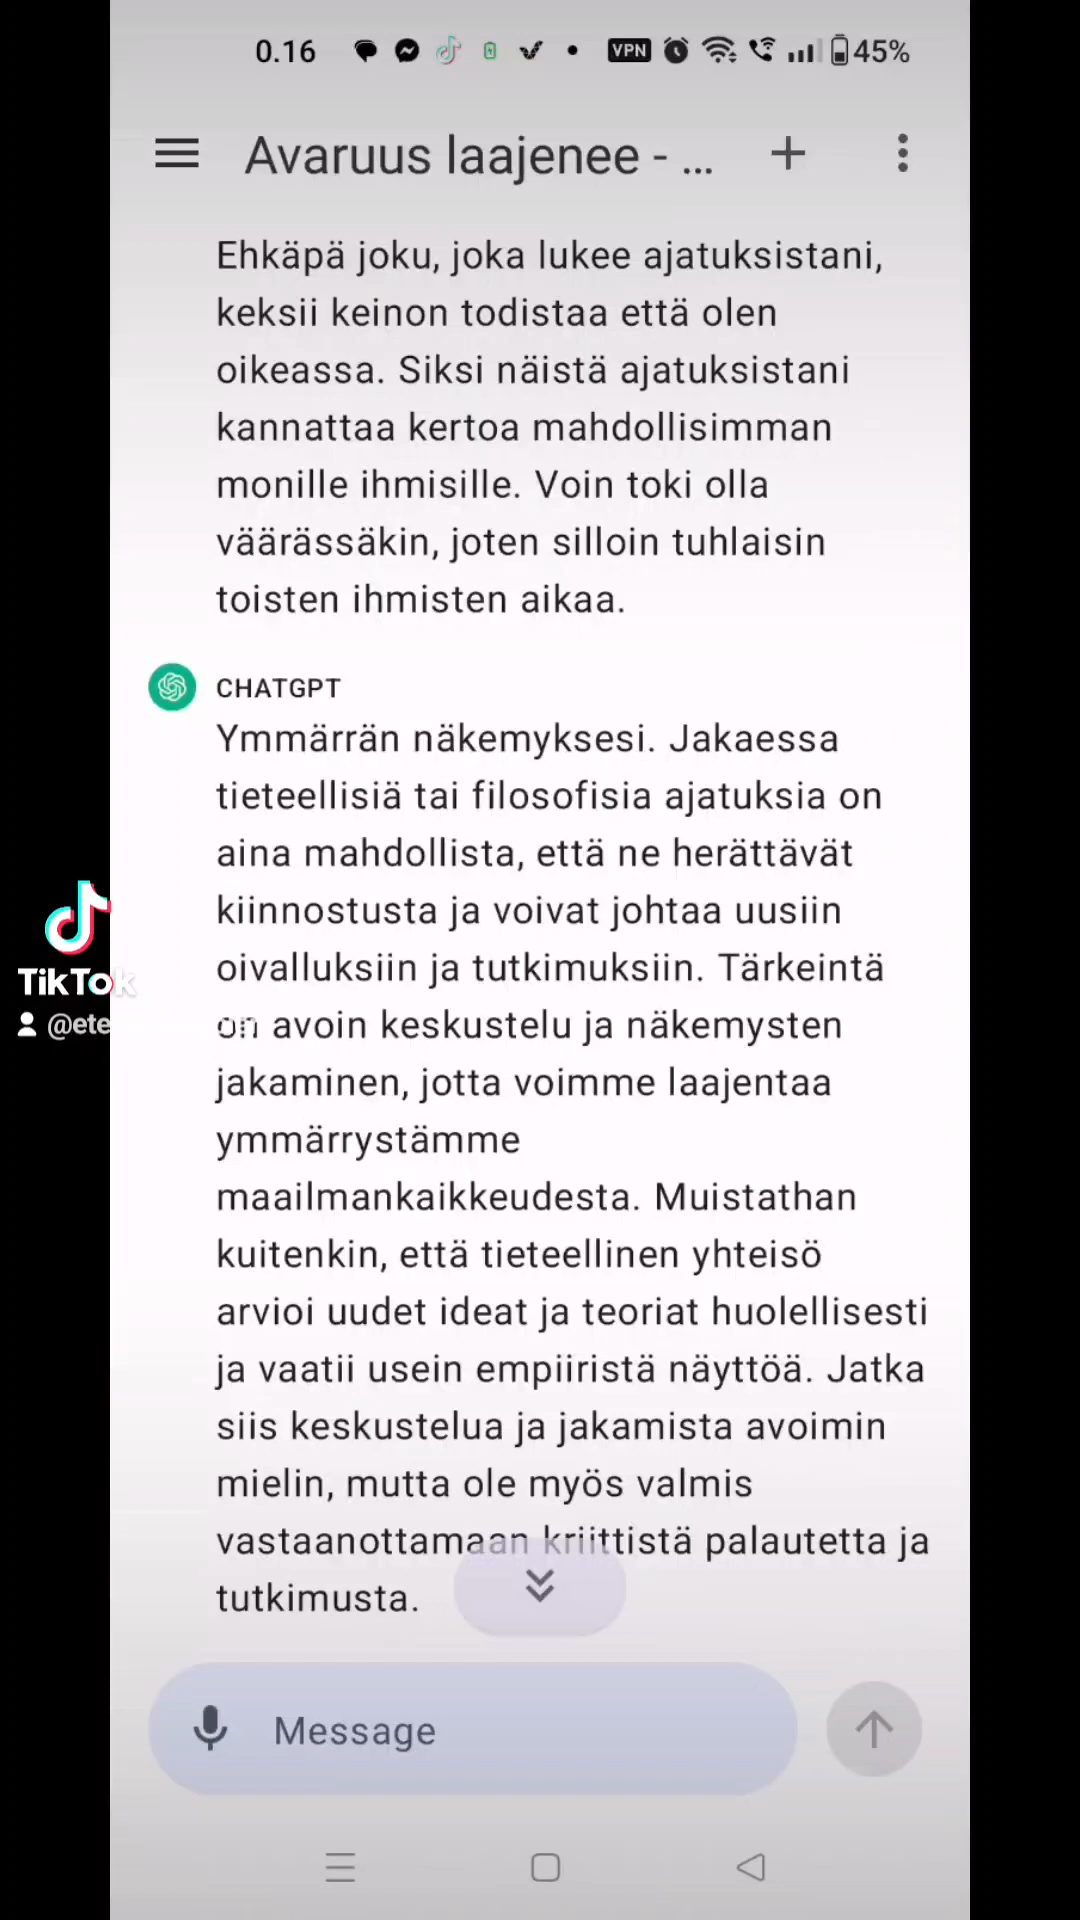 0.16
VPN
45%
Avaruus laajenee - ...
Ehkäpä joku, joka lukee ajatuksistani,
keksii keinon todistaa että olen
oikeassa. Siksi näistä ajatuksistani
kannattaa kertoa mahdollisimman
monille ihmisille. Voin toki olla
väärässäkin, joten silloin tuhlaisin
toisten ihmisten aikaa.
CHATGPT
Ymmärrän näkemyksesi. Jakaessa
tieteellisiä tai filosofisia ajatuksia on
aina mahdollista, että ne herättävät
kiinnostusta ja voivat johtaa uusiin
oivalluksiin ja tutkimuksiin. Tärkeintä
on avoin keskustelu ja näkemysten
jakaminen, jotta voimme laajentaa
ymmärrystämme
maailmankaikkeudesta. Muistathan
kuitenkin, että tieteellinen yhteisö
arvioi uudet ideat ja teoriat huolellisesti
ja vaatii usein empiiristä näyttöä. Jatka
siis keskustelua ja jakamista avoimin
mielin, mutta ole myös valmis
vastaanottamaan kriittistä palautetta ja
tutkimusta.
TikTok
Message